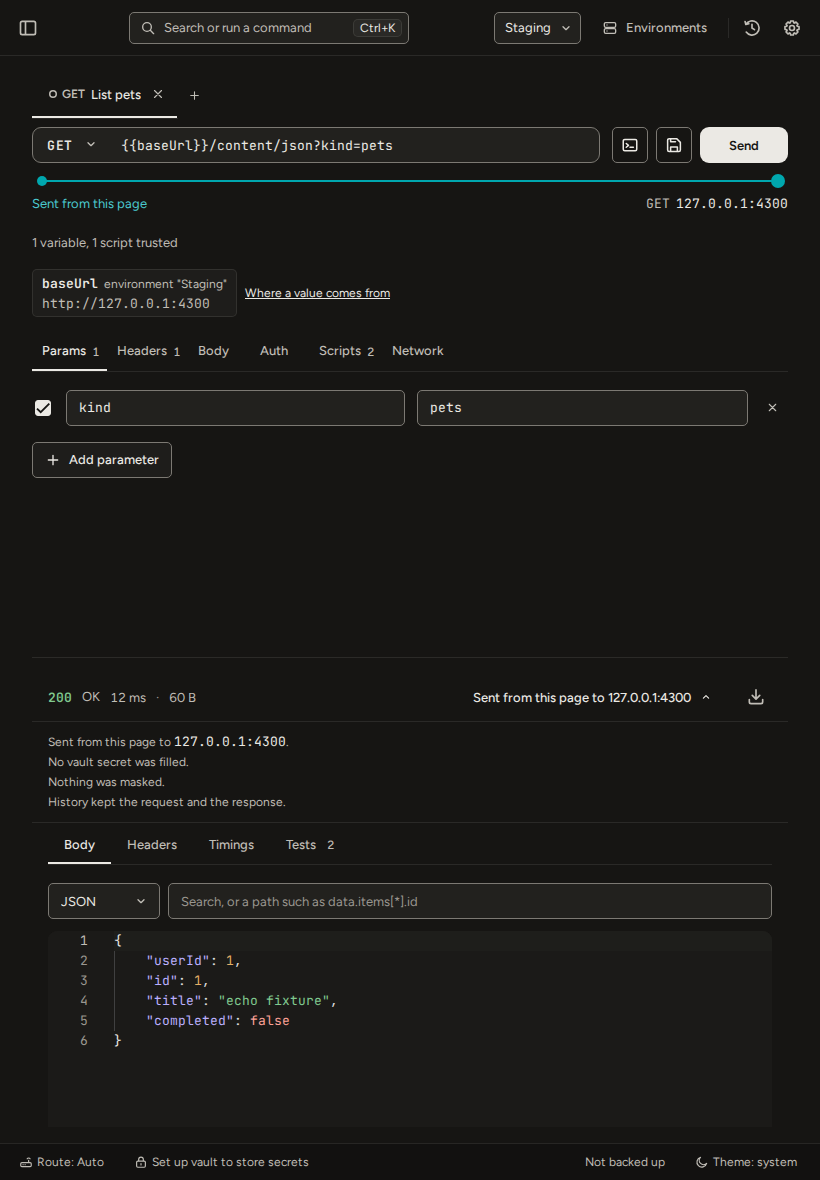 Search or run a command Ctrl+K Staging Environments
GET List pets
GET {{baseUrl}}/content/json?kind=pets Send
Sent from this page GET 127.0.0.1:4300
1 variable, 1 script trusted
baseUrl environment "Staging"
http://127.0.0.1:4300
Where a value comes from
Params 1 Headers 1 Body Auth Scripts 2 Network
kind pets
Add parameter
200 OK 12 ms · 60 B Sent from this page to 127.0.0.1:4300
Sent from this page to 127.0.0.1:4300.
No vault secret was filled.
Nothing was masked.
History kept the request and the response.
Body Headers Timings Tests 2
JSON Search, or a path such as data.items[*].id
1 {
2 "userId": 1,
3 "id": 1,
4 "title": "echo fixture",
5 "completed": false
6 }
Route: Auto Set up vault to store secrets Not backed up Theme: system